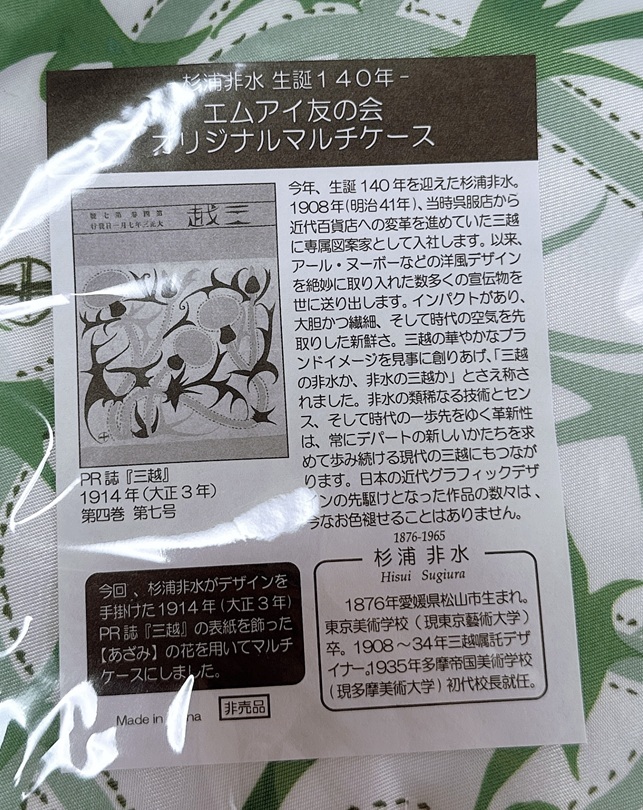 - 杉浦非水 生誕140年 -
エムアイ友の会
オリジナルマルチケース
三越
第四巻第七号
大正三年七月一日発行
今年、生誕140年を迎えた杉浦非水。
1908年(明治41年)、当時呉服店から
近代百貨店への変革を進めていた三越
に専属図案家として入社します。以来、
アール・ヌーボーなどの洋風デザイン
を絶妙に取り入れた数多くの宣伝物を
世に送り出します。インパクトがあり、
大胆かつ繊細、そして時代の空気を先
取りした新鮮さ。三越の華やかなブラ
ンドイメージを見事に創りあげ、「三越
の非水か、非水の三越か」とさえ称さ
れました。非水の類稀なる技術とセン
ス、そして時代の一歩先をゆく革新性
は、常にデパートの新しいかたちを求
めて歩み続ける現代の三越にもつなが
ります。日本の近代グラフィックデザ
インの先駆けとなった作品の数々は、
今なお色褪せることはありません。
PR誌『三越』
1914年(大正3年)
第四巻 第七号
今回、杉浦非水がデザインを
手掛けた1914年(大正3年)
PR誌『三越』の表紙を飾った
【あざみ】の花を用いてマルチ
ケースにしました。
Made in China
非売品
1876-1965
杉浦非水
Hisui Sugiura
1876年愛媛県松山市生まれ。
東京美術学校(現東京藝術大学)
卒。1908〜34年三越嘱託デザ
イナー。1935年多摩帝国美術学校
(現多摩美術大学)初代校長就任。